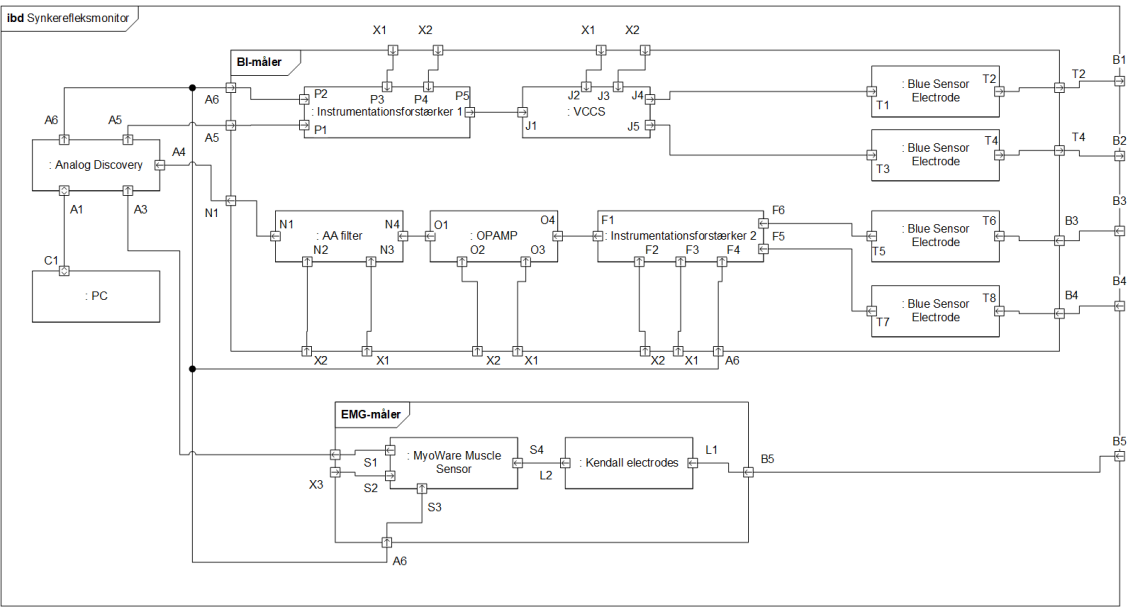 ibd Synkerefleksmonitor
X1
X2
X1
X2
BI-måler
B1
T2
A6
P2
P3
P4
P5
: Instrumentationsforstærker 1
P1
J2
J3
J4
: VCCS
J1
J5
: Blue Sensor
Electrode
T2
T1
A6
A5
A5
A4
: Analog Discovery
A1
A3
: Blue Sensor
Electrode
T4
T3
T4
B2
B3
N1
N1
N4
: AA filter
N2
N3
O1
O4
: OPAMP
O2
O3
F1
: Instrumentationsforstærker 2
F2
F3
F4
F6
F5
: Blue Sensor
Electrode
T6
T5
B3
C1
: PC
B4
: Blue Sensor
Electrode
T8
T7
B4
X2
X1
X2
X1
X2
X1
A6
EMG-måler
B5
S1
S2
: MyoWare Muscle
Sensor
S4
L2
: Kendall electrodes
L1
B5
X3
S3
A6